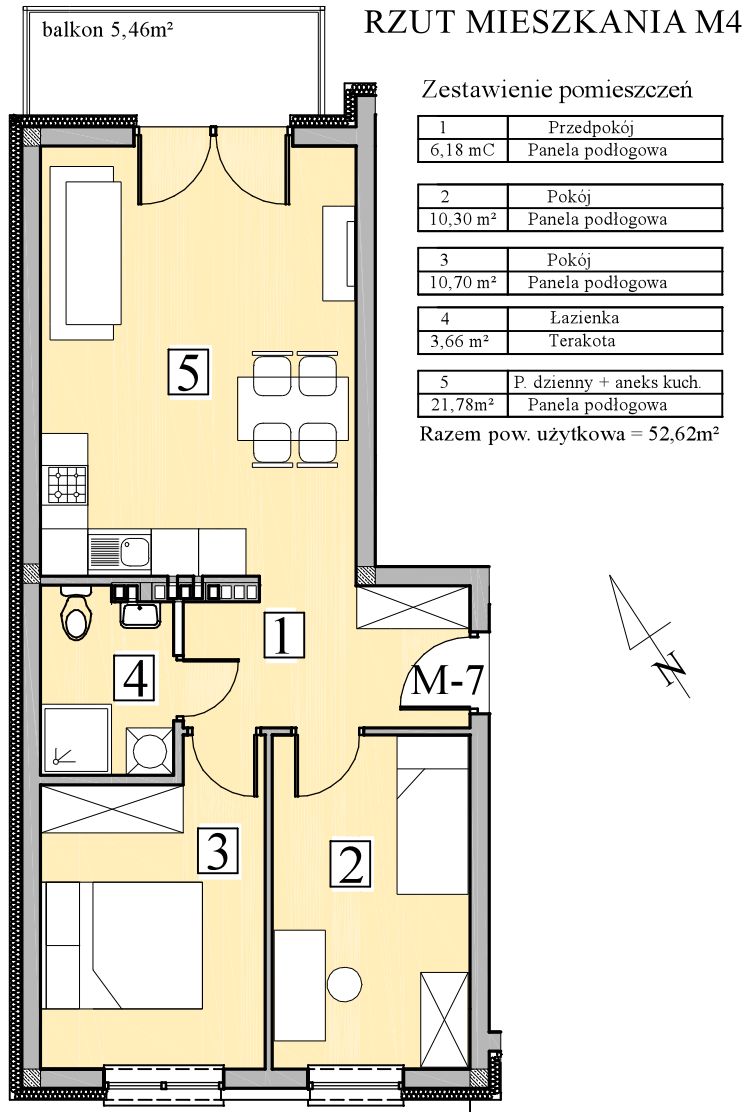 balkon 5,46m²
RZUT MIESZKANIA M4
Zestawienie pomieszczeń
1 Przedpokój
6,18 mC Panela podłogowa
2 Pokój
10,30 m² Panela podłogowa
3 Pokój
10,70 m² Panela podłogowa
4 Łazienka
3,66 m² Terakota
5 P. dzienny + aneks kuch.
21,78m² Panela podłogowa
Razem pow. użytkowa = 52,62m²
5
1
4
M-7
N
3
2